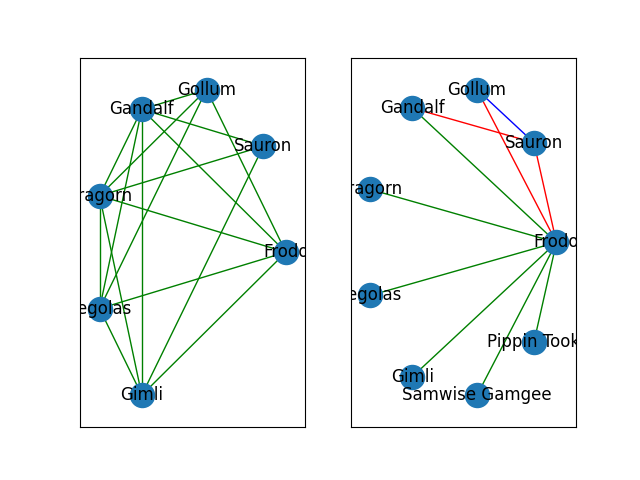 Gollum
Gandalf
Sauron
ragorn
Frodo
egolas
Gimli
Gollum
Gandalf
Sauron
ragorn
Frodo
egolas
Pippin Took
Gimli
Samwise Gamgee